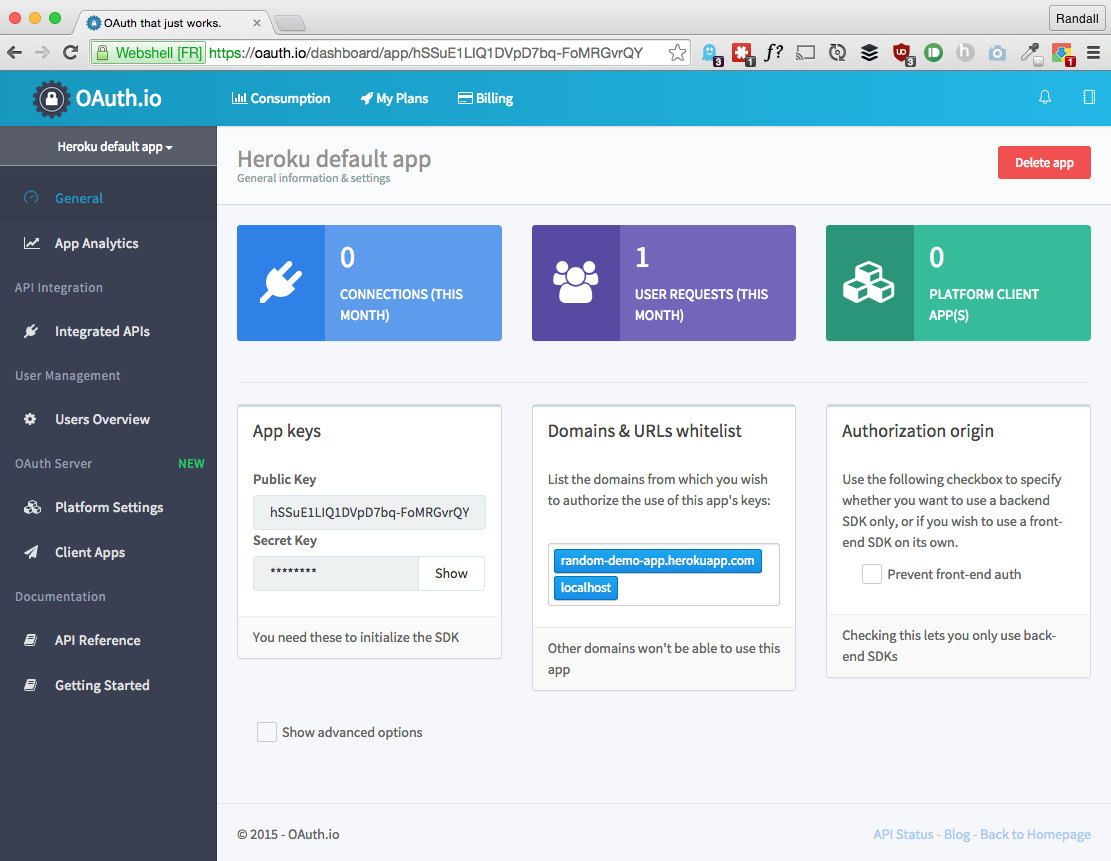 OAuth that just works.
Randall
Webshell [FR] https://oauth.io/dashboard/app/hSSuE1LIQ1DVpD7bq-FoMRGvrQY
3
1
f?
3
h
1
OAuth.io
Consumption
My Plans
Billing
Heroku default app
General
App Analytics
API Integration
Integrated APIs
User Management
Users Overview
OAuth Server NEW
Platform Settings
Client Apps
Documentation
API Reference
Getting Started
Heroku default app
General information & settings
Delete app
0
CONNECTIONS (THIS
MONTH)
1
USER REQUESTS (THIS
MONTH)
0
PLATFORM CLIENT
APP(S)
App keys
Public Key
hSSuE1LIQ1DVpD7bq-FoMRGvrQY
Secret Key
******** Show
You need these to initialize the SDK
Domains & URLs whitelist
List the domains from which you wish
to authorize the use of this app's keys:
random-demo-app.herokuapp.com
localhost
Other domains won't be able to use this
app
Authorization origin
Use the following checkbox to specify
whether you want to use a backend
SDK only, or if you wish to use a front-
end SDK on its own.
Prevent front-end auth
Checking this lets you only use back-
end SDKs
Show advanced options
© 2015 - OAuth.io
API Status - Blog - Back to Homepage